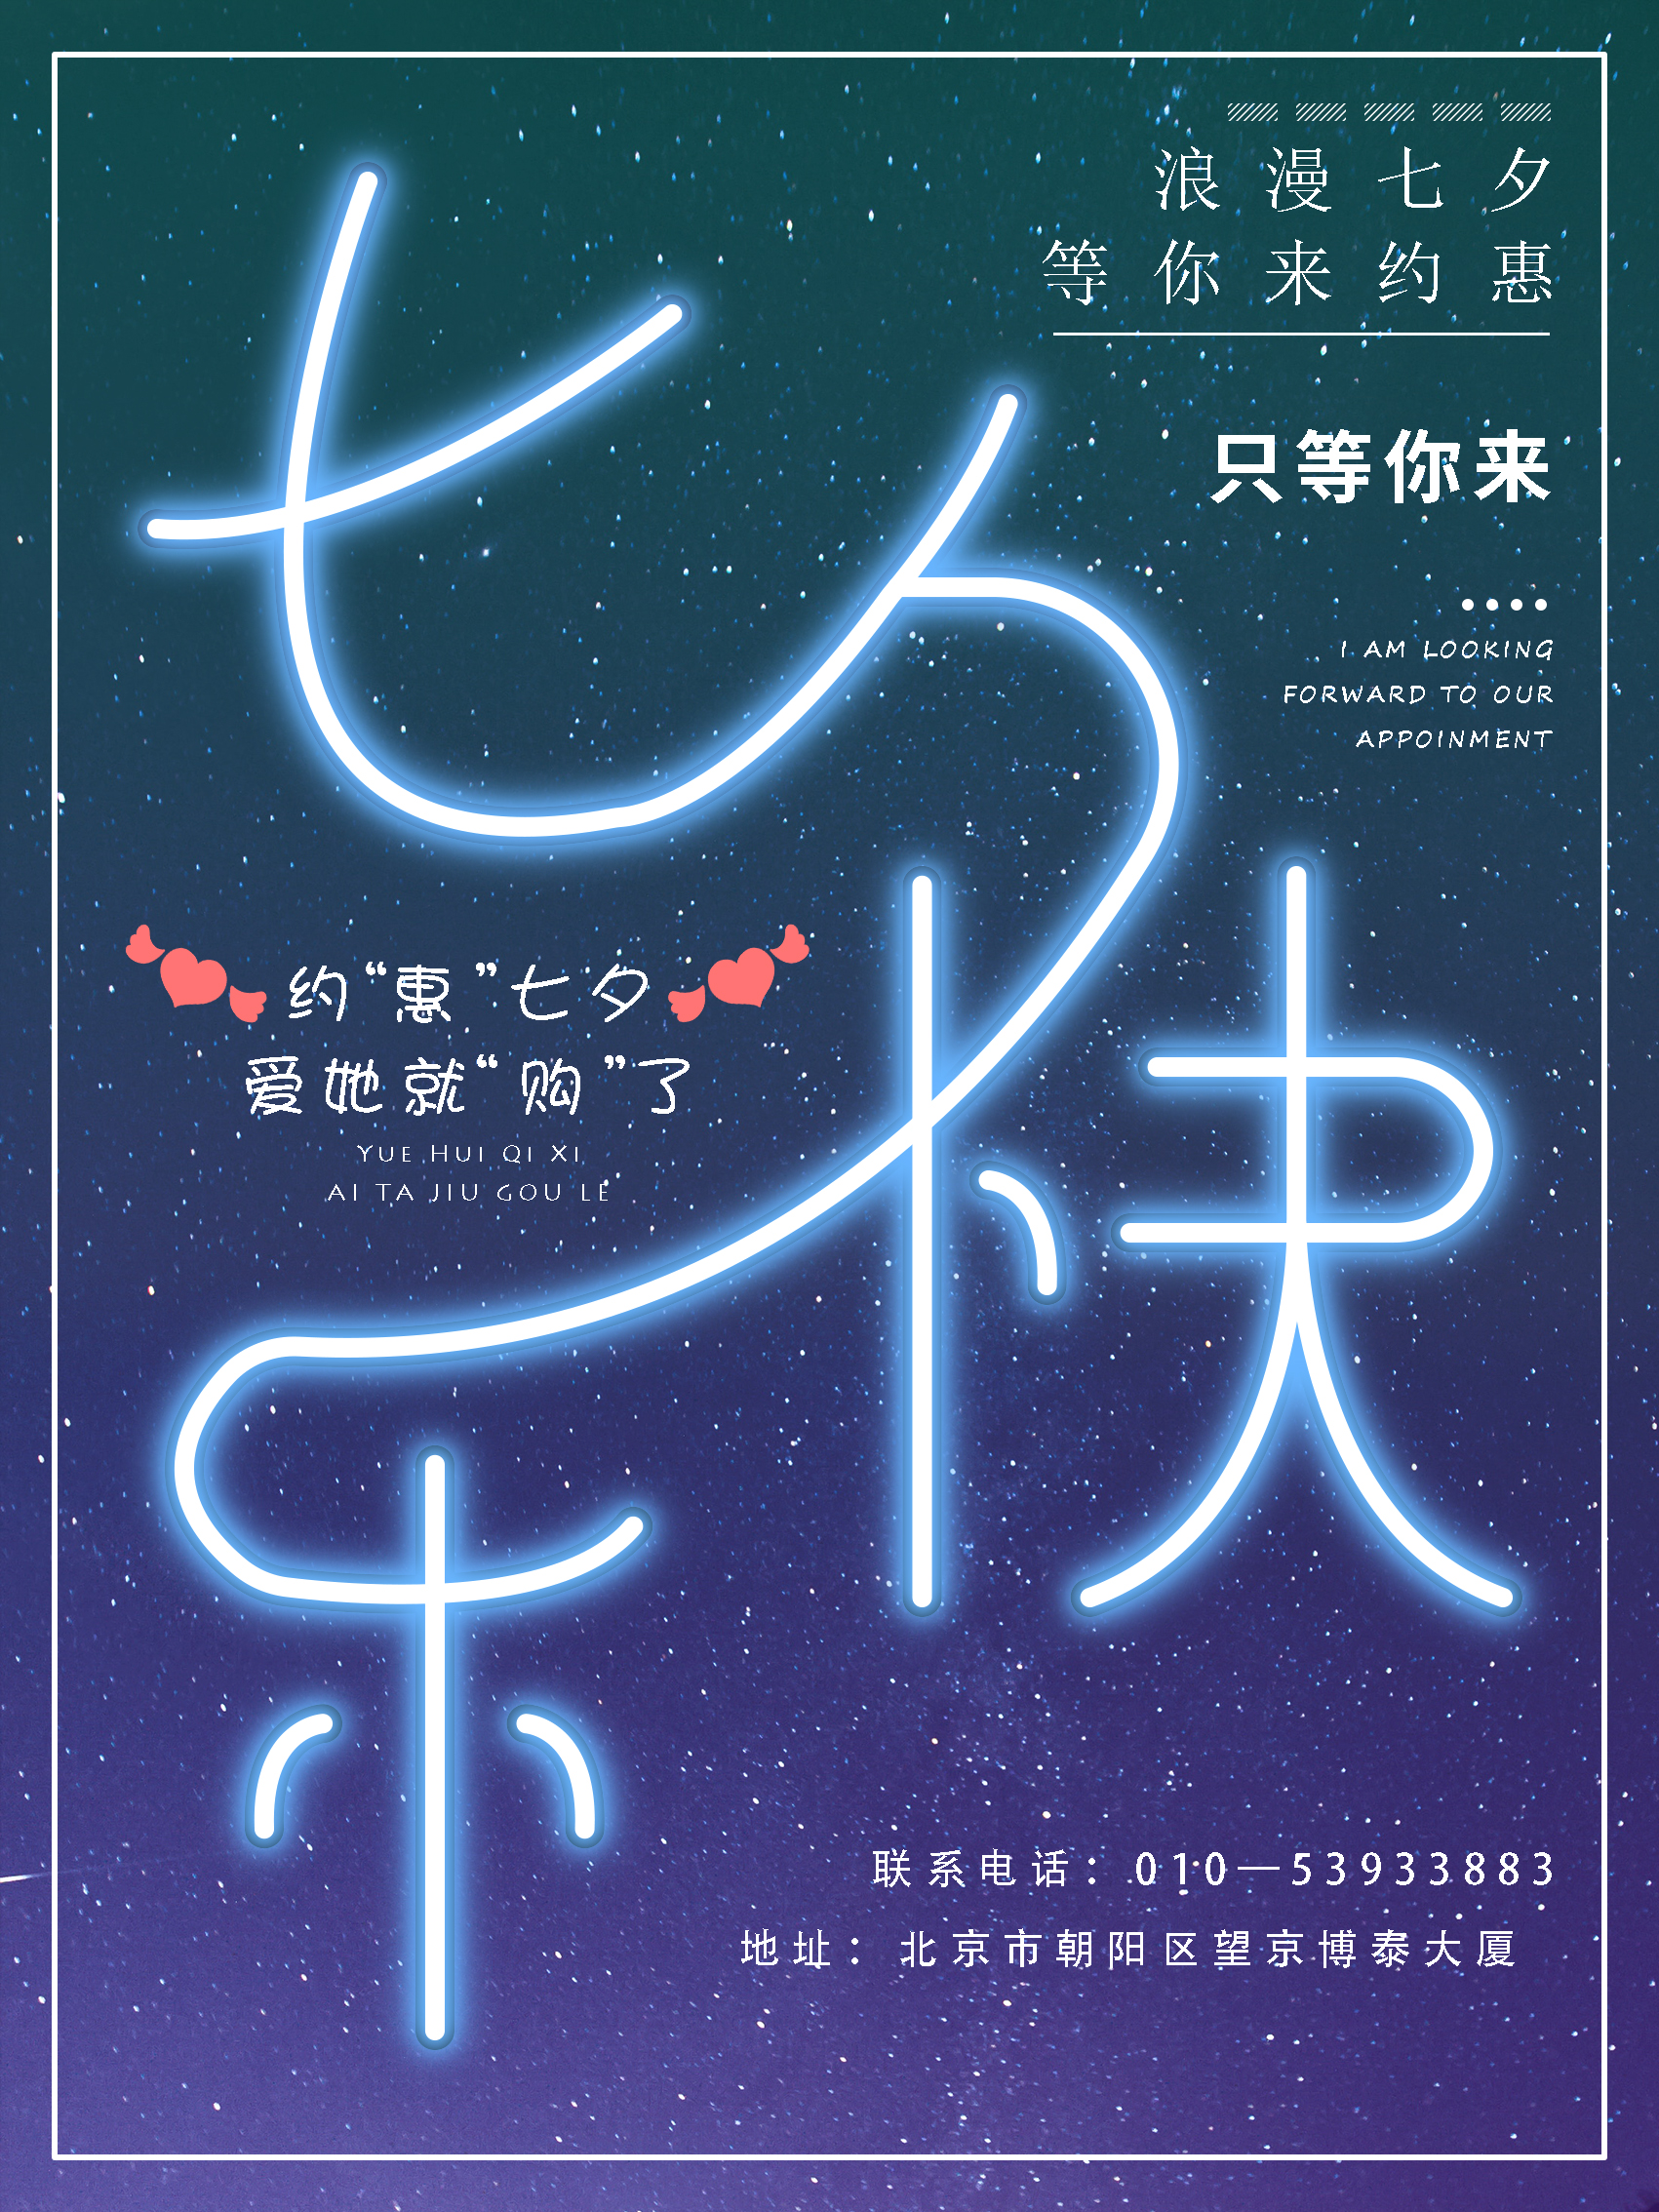 浪漫七夕
等你来约惠
只等你来
I AM LOOKING
FORWARD TO OUR
APPOINMENT
七夕
快乐
约“惠”七夕
爱她就“购”了
YUE HUI QI XI
AI TA JIU GOU LE
联系电话：010—53933883
地址：北京市朝阳区望京博泰大厦